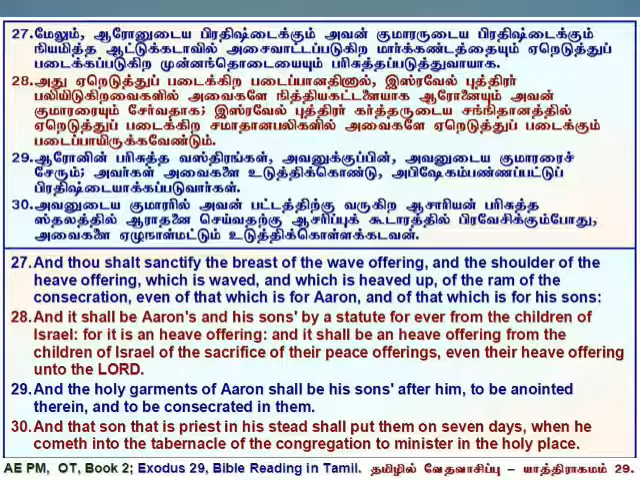 27.மேலும், ஆரோனுடைய பிரதிஷ்டைக்கும் அவன் குமாரருடைய பிரதிஷ்டைக்கும்
நியமித்த ஆட்டுக்கடாவில் அசைவாட்டப்படுகிற மார்க்கண்டத்தையும் ஏறெடுத்துப்
படைக்கப்படுகிற முன்னந்தொடையையும் பரிசுத்தப்படுத்துவாயாக.
28.அது ஏறெடுத்துப் படைக்கிற படைப்பானதினால், இஸ்ரவேல் புத்திரர்
பலியிடுகிறவைகளில் அவைகளே நித்தியகட்டளையாக ஆரோனையும் அவன்
குமாரரையும் சேர்வதாக; இஸ்ரவேல் புத்திரர் கர்த்தருடைய சந்நிதானத்தில்
ஏறெடுத்துப் படைக்கிற சமாதானபலிகளில் அவைகளே ஏறெடுத்துப் படைக்கும்
படைப்பாயிருக்கவேண்டும்.
29.ஆரோனின் பரிசுத்த வஸ்திரங்கள், அவனுக்குப்பின், அவனுடைய குமாரரைச்
சேரும்; அவர்கள் அவைகளை உடுத்திக்கொண்டு, அபிஷேகம்பண்ணப்பட்டுப்
பிரதிஷ்டையாக்கப்படுவார்கள்.
30.அவனுடைய குமாரரில் அவன் பட்டத்திற்கு வருகிற ஆசாரியன் பரிசுத்த
ஸ்தலத்தில் ஆராதனை செய்வதற்கு ஆசரிப்புக் கூடாரத்தில் பிரவேசிக்கும்போது,
அவைகளை ஏழுநாள்மட்டும் உடுத்திக்கொள்ளக்கடவன்.
27.And thou shalt sanctify the breast of the wave offering, and the shoulder of the
heave offering, which is waved, and which is heaved up, of the ram of the
consecration, even of that which is for Aaron, and of that which is for his sons:
28.And it shall be Aaron's and his sons' by a statute for ever from the children of
Israel: for it is an heave offering: and it shall be an heave offering from the
children of Israel of the sacrifice of their peace offerings, even their heave offering
unto the LORD.
29.And the holy garments of Aaron shall be his sons' after him, to be anointed
therein, and to be consecrated in them.
30.And that son that is priest in his stead shall put them on seven days, when he
cometh into the tabernacle of the congregation to minister in the holy place.
AE PM, OT, Book 2; Exodus 29, Bible Reading in Tamil. தமிழில் வேதவாசிப்பு – யாத்திராகமம் 29.